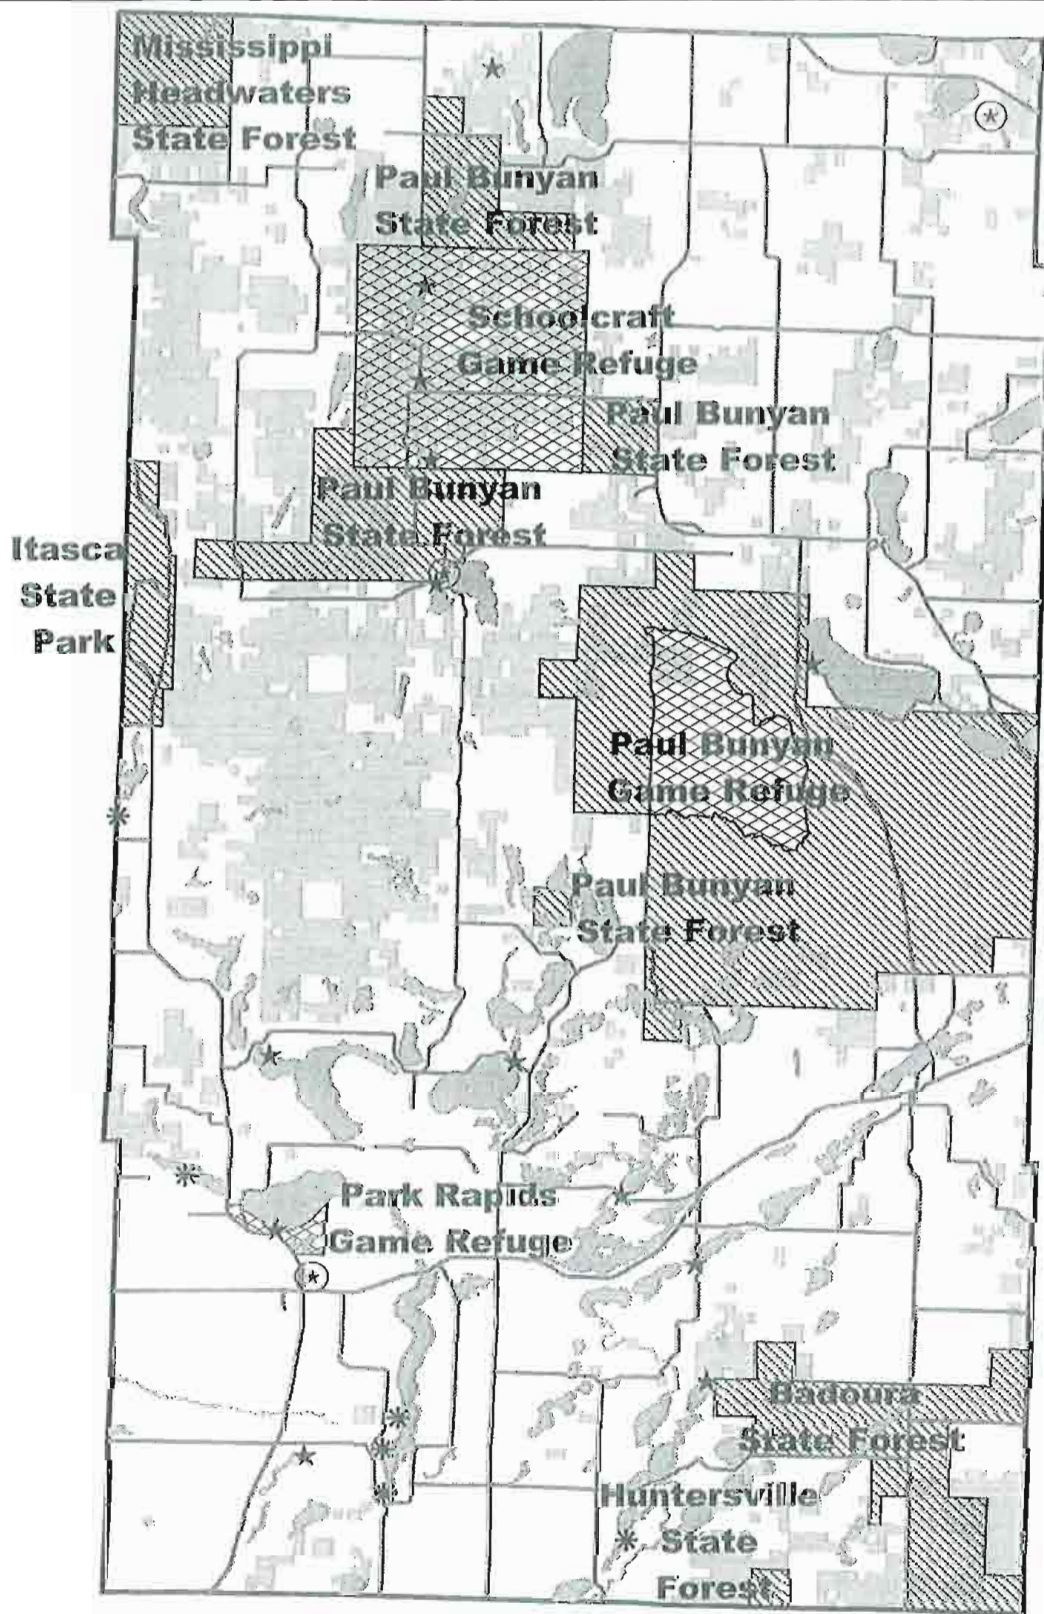 Mississippi
Headwaters
State Forest
Paul Bunyan
State Forest
Schoolcraft
Game Refuge
Paul Bunyan
State Forest
Paul Bunyan
State Forest
Itasca
State
Park
Paul Bunyan
Game Refuge
Paul Bunyan
State Forest
Park Rapids
Game Refuge
Badoura
State Forest
Huntersville
State
Forest